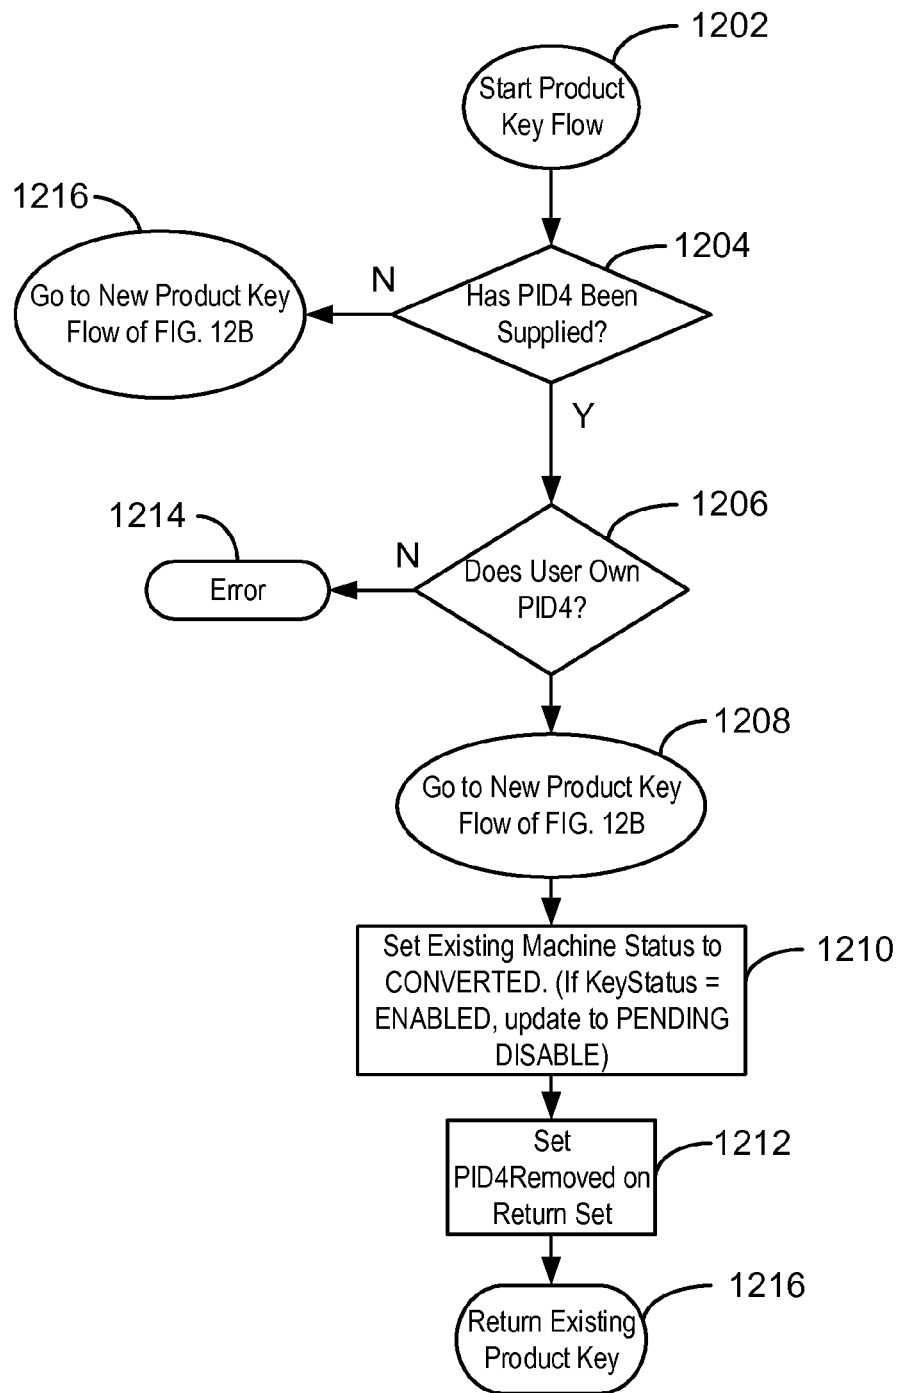 1202
Start Product
Key Flow
1216
1204
N
Go to New Product Key
Flow of FIG. 12B
Has PID4 Been
Supplied?
Y
1214
1206
N
Error
Does User Own
PID4?
1208
Go to New Product Key
Flow of FIG. 12B
Set Existing Machine Status to
CONVERTED. (If KeyStatus =
ENABLED, update to PENDING
DISABLE)
1210
Set
PID4Removed on
Return Set
1212
1216
Return Existing
Product Key